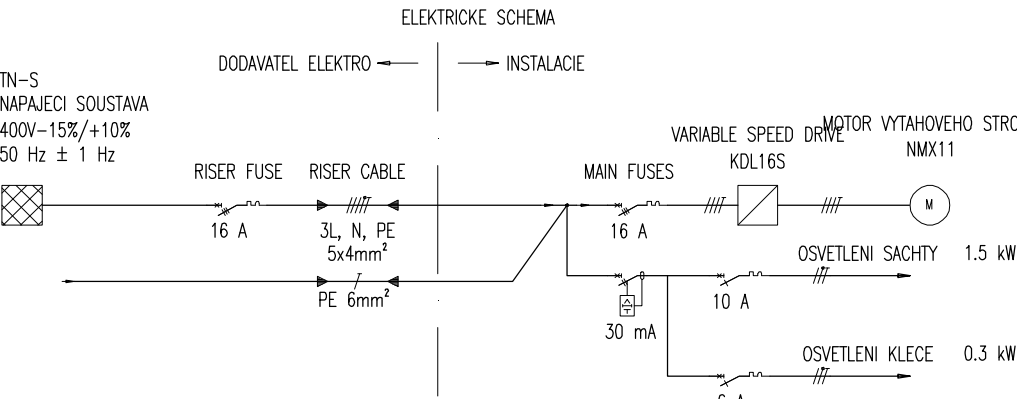 ELEKTRICKE SCHEMA
DODAVATEL ELEKTRO
INSTALACIE
TN-S
NAPAJECI SOUSTAVA
400V-15%/+10%
50 Hz ± 1 Hz
RISER FUSE
16 A
RISER CABLE
3L, N, PE
5x4mm²
PE 6mm²
MAIN FUSES
16 A
VARIABLE SPEED DRIVE
KDL16S
MOTOR VYTAHOVEHO STRO
NMX11
M
OSVETLENI SACHTY 1.5 kW
10 A
30 mA
OSVETLENI KLECE 0.3 kW
6 A